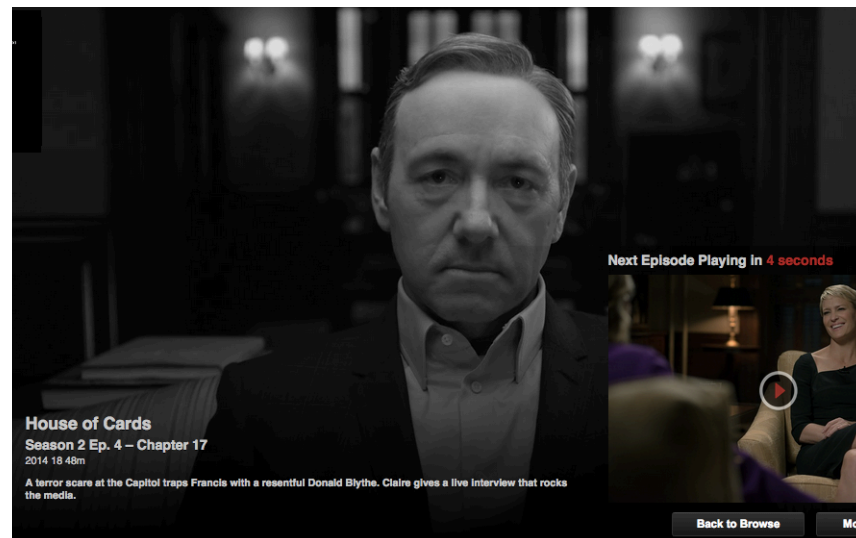 Next Episode Playing in 4 seconds
House of Cards
Season 2 Ep. 4 – Chapter 17
2014 18 48m
A terror scare at the Capitol traps Francis with a resentful Donald Blythe. Claire gives a live interview that rocks
the media.
Back to Browse
Mo